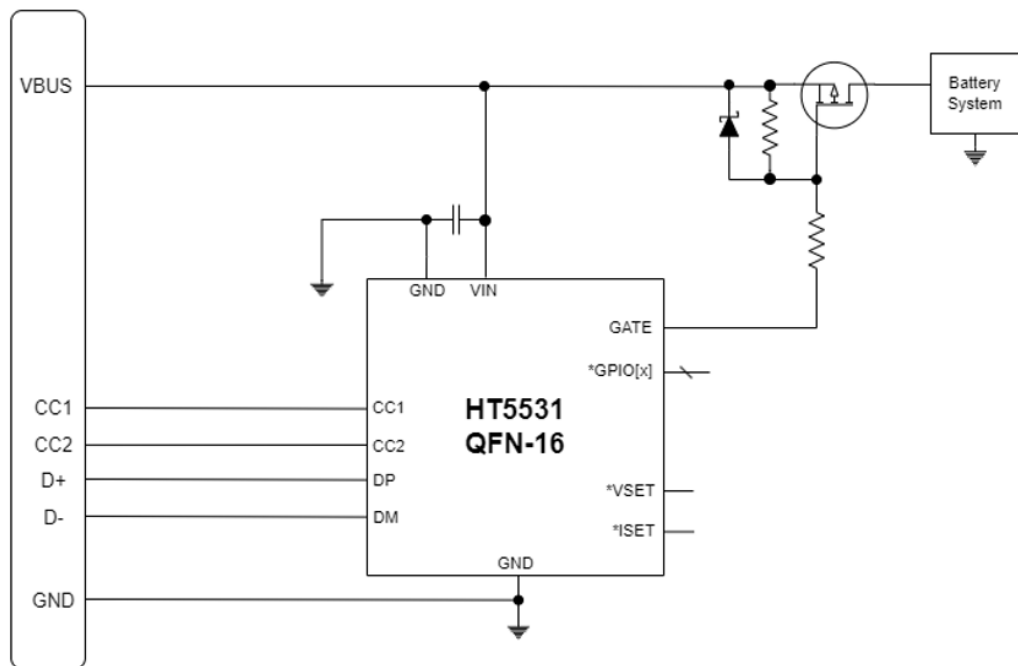 VBUS
Battery
System
GND
VIN
GATE
*GPIO[x]
CC1
CC1
HT5531
CC2
CC2
QFN-16
D+
DP
*VSET
D-
DM
*ISET
GND
GND